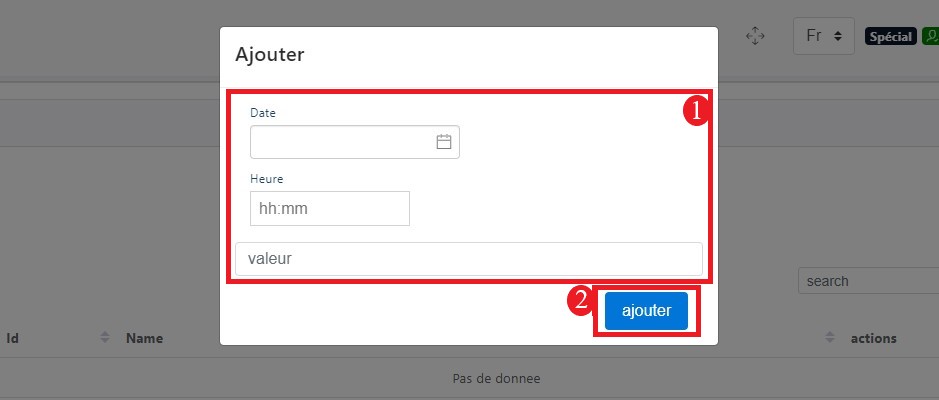 Ajouter
Fr
Spécial
1
Date
Heure
hh:mm
valeur
search
2
ajouter
Id
Name
actions
Pas de donnee